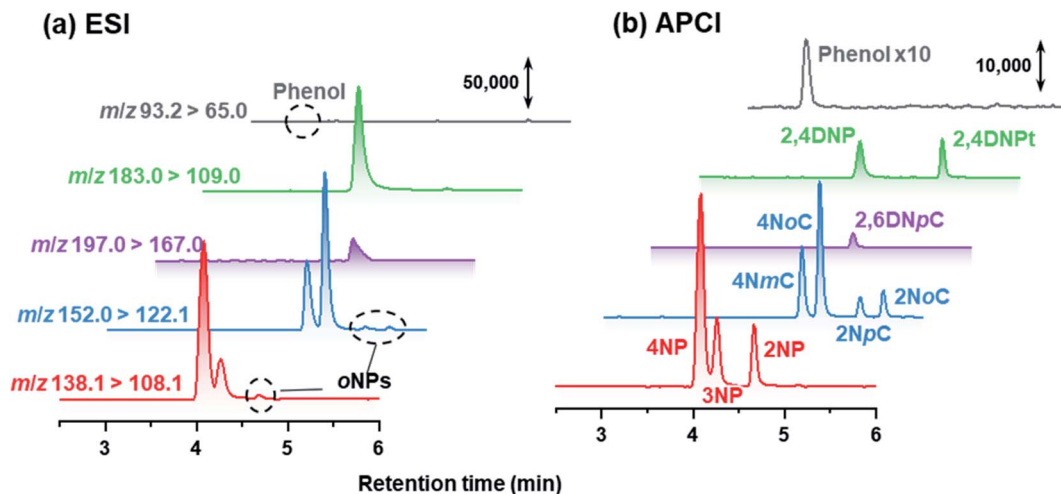 (a) ESI
Phenol
50,000
m/z 93.2 > 65.0
m/z 183.0 > 109.0
m/z 197.0 > 167.0
m/z 152.0 > 122.1
m/z 138.1 > 108.1
oNPs
3 4 5 6
(b) APCI
Phenol x10
10,000
2,4DNP 2,4DNPt
4NoC 2,6DNpC
4NmC 2NoC
2NpC
4NP 2NP
3NP
3 4 5 6
Retention time (min)